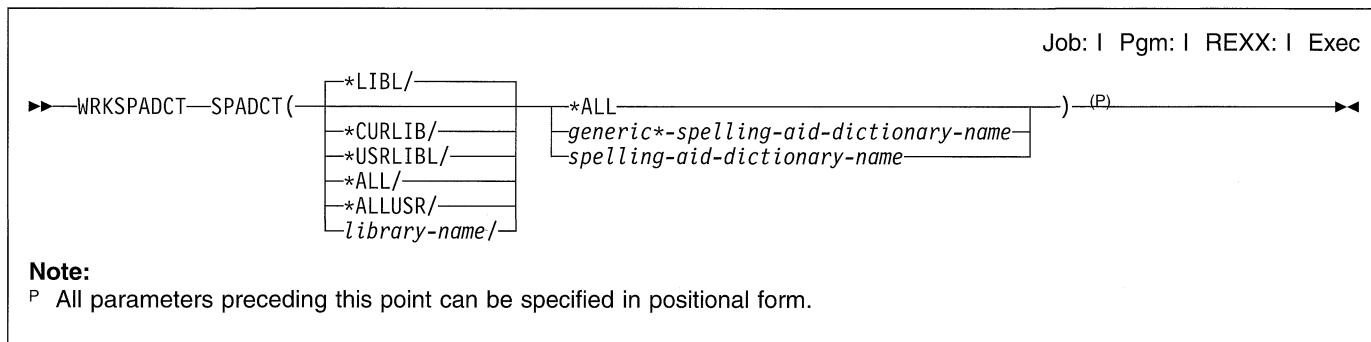 Job: I Pgm: I REXX: I Exec
*LIBL/
WRKSPADCT SPADCT( *ALL ) (P)
*CURLIB/ generic*-spelling-aid-dictionary-name
*USRLIBL/ spelling-aid-dictionary-name
*ALL/
*ALLUSR/
library-name/
Note:
P All parameters preceding this point can be specified in positional form.